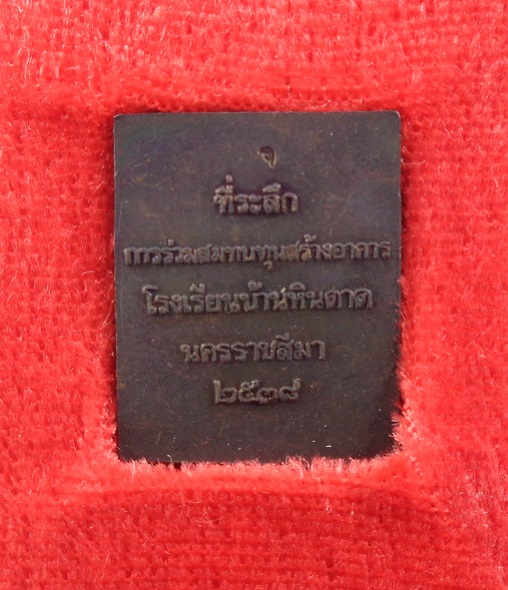 ที่ระลึก
การร่วมสมทบทุนสร้างอาคาร
โรงเรียนบ้านหินดาด
นครราชสีมา
๒๕๓๘